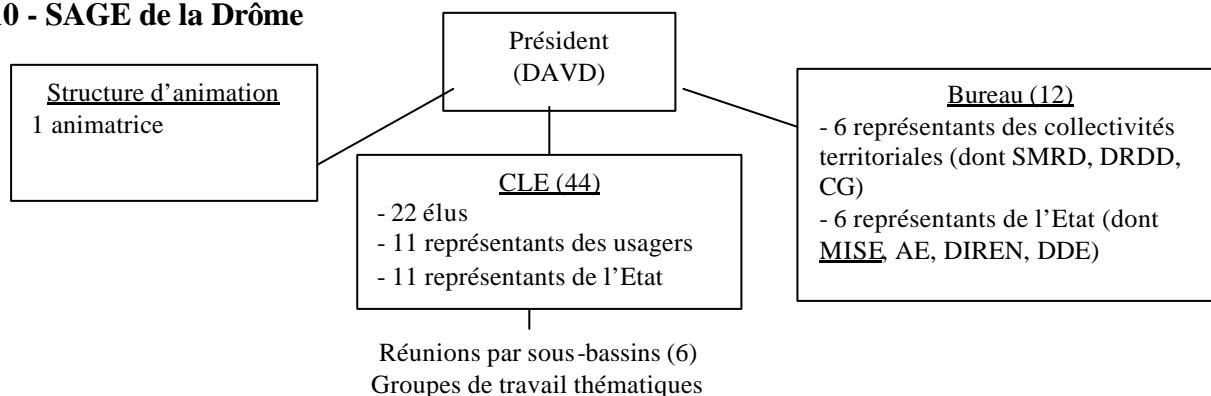 10 - SAGE de la Drôme
Président
(DAVD)
Structure d'animation
1 animatrice
Bureau (12)
- 6 représentants des collectivités
territoriales (dont SMRD, DRDD,
CG)
- 6 représentants de l'Etat (dont
MISE, AE, DIREN, DDE)
CLE (44)
- 22 élus
- 11 représentants des usagers
- 11 représentants de l'Etat
Réunions par sous-bassins (6)
Groupes de travail thématiques